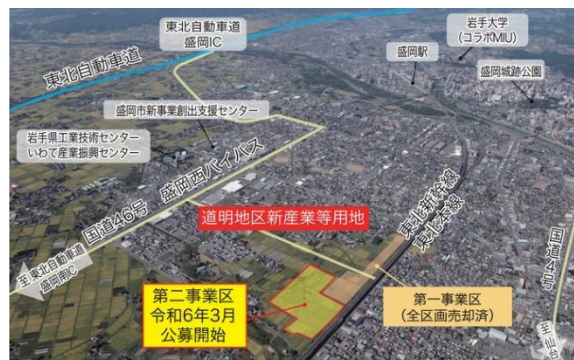 東北自動車道
盛岡IC
東北自動車道
岩手大学
(コラボMIU)
盛岡駅
盛岡城跡公園
盛岡市新事業創出支援センター
岩手県工業技術センター
いわて産業振興センター
盛岡西バイパス
国道46号
道明地区新産業等用地
東北新幹線
東北本線
国道4号
至 東北自動車道
盛岡南IC
第二事業区
令和6年3月
公募開始
第一事業区
(全区画売却済)
至仙台